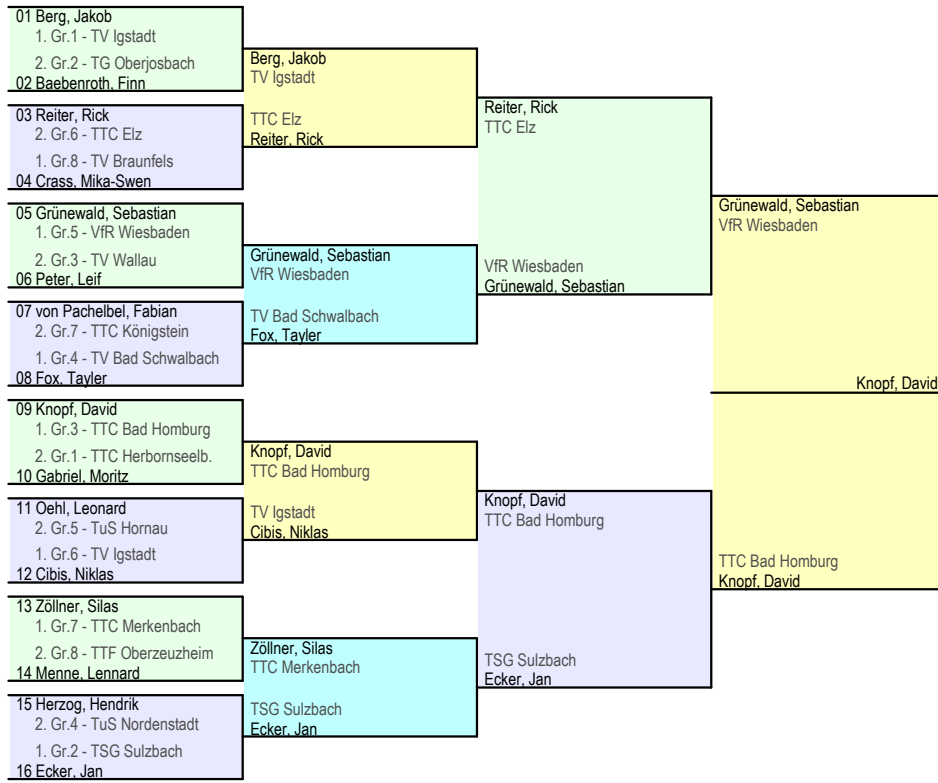 01 Berg, Jakob
1. Gr.1 - TV Igstadt
2. Gr.2 - TG Oberjosbach
02 Baebenroth, Finn
03 Reiter, Rick
2. Gr.6 - TTC Elz
1. Gr.8 - TV Braunfels
04 Crass, Mika-Swen
05 Grünewald, Sebastian
1. Gr.5 - VfR Wiesbaden
2. Gr.3 - TV Wallau
06 Peter, Leif
07 von Pachelbel, Fabian
2. Gr.7 - TTC Königstein
1. Gr.4 - TV Bad Schwalbach
08 Fox, Tayler
09 Knopf, David
1. Gr.3 - TTC Bad Homburg
2. Gr.1 - TTC Herbornseelb.
10 Gabriel, Moritz
11 Oehl, Leonard
2. Gr.5 - TuS Hornau
1. Gr.6 - TV Igstadt
12 Cibis, Niklas
13 Zöllner, Silas
1. Gr.7 - TTC Merkenbach
2. Gr.8 - TTF Oberzeuzheim
14 Menne, Lennard
15 Herzog, Hendrik
2. Gr.4 - TuS Nordenstadt
1. Gr.2 - TSG Sulzbach
16 Ecker, Jan
Berg, Jakob
TV Igstadt
TTC Elz
Reiter, Rick
Grünewald, Sebastian
VfR Wiesbaden
TV Bad Schwalbach
Fox, Tayler
Knopf, David
TTC Bad Homburg
TV Igstadt
Cibis, Niklas
Zöllner, Silas
TTC Merkenbach
TSG Sulzbach
Ecker, Jan
Reiter, Rick
TTC Elz
VfR Wiesbaden
Grünewald, Sebastian
Knopf, David
TTC Bad Homburg
TSG Sulzbach
Ecker, Jan
Grünewald, Sebastian
VfR Wiesbaden
TTC Bad Homburg
Knopf, David
Knopf, David